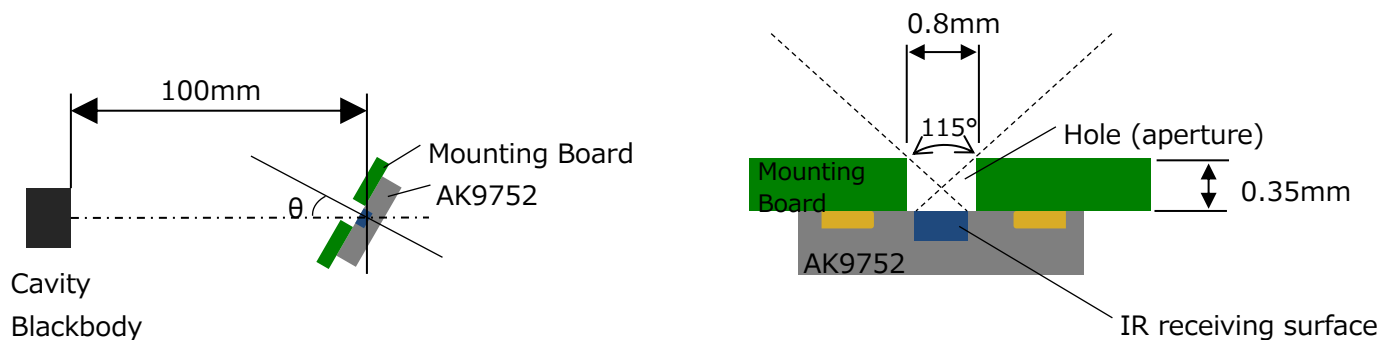 100mm
Mounting Board
AK9752
θ
Cavity
Blackbody
0.8mm
115°
Hole (aperture)
Mounting
Board
0.35mm
AK9752
IR receiving surface